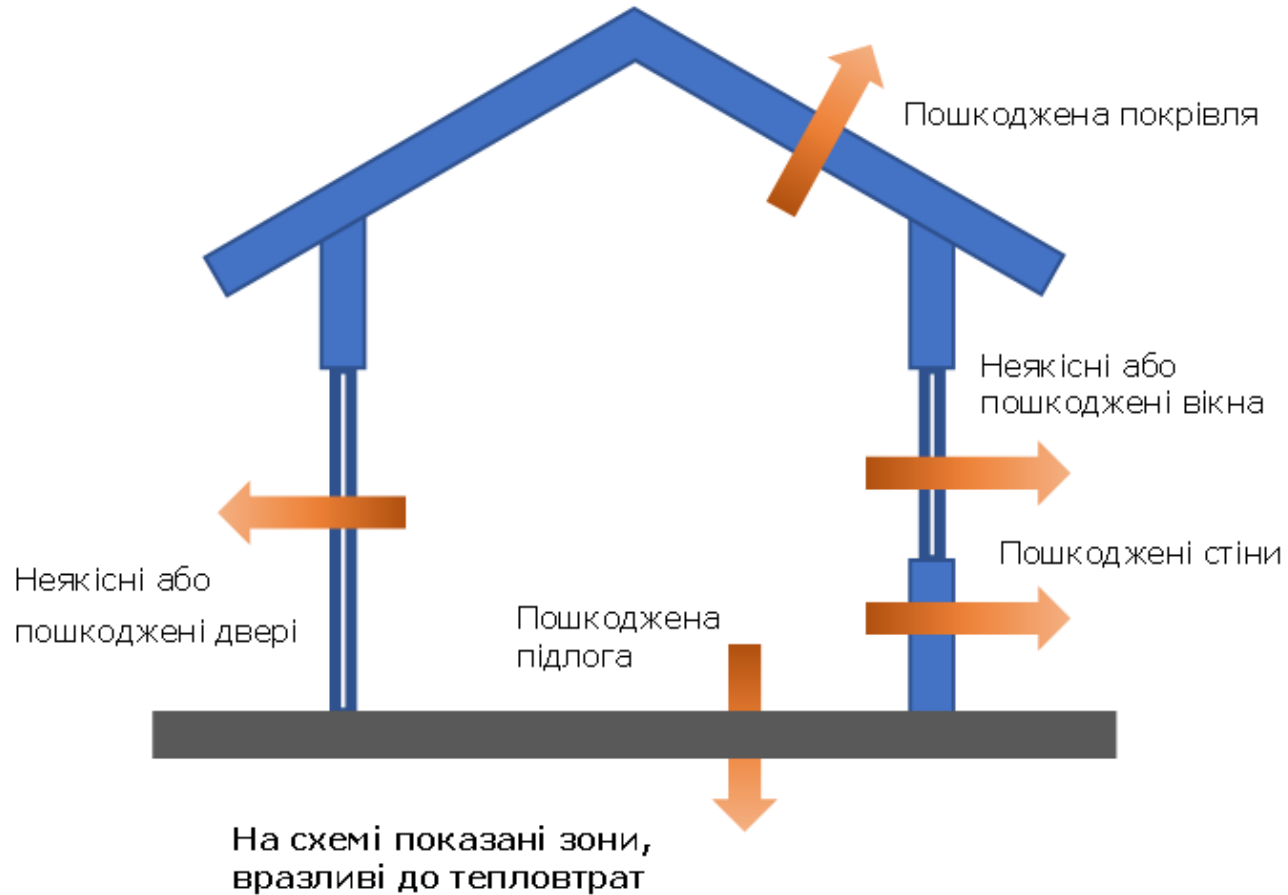 Пошкоджена покрівля
Неякісні або
пошкоджені вікна
Пошкоджені стіни
Неякісні або
пошкоджені двері
Пошкоджена
підлога
На схемі показані зони,
вразливі до тепловтрат